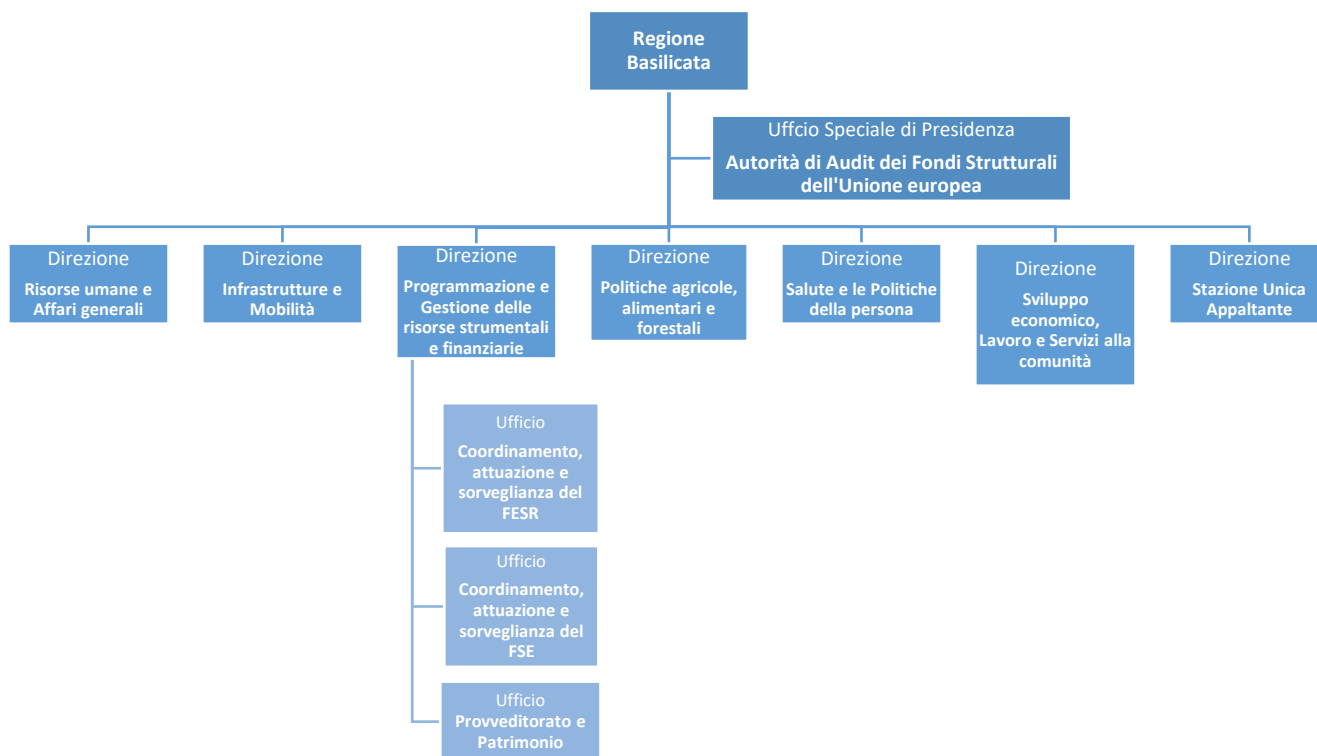 Regione
Basilicata
Uffcio Speciale di Presidenza
Autorità di Audit dei Fondi Strutturali
dell'Unione europea
Direzione
Risorse umane e
Affari generali
Direzione
Infrastrutture e
Mobilità
Direzione
Programmazione e
Gestione delle
risorse strumentali
e finanziarie
Direzione
Politiche agricole,
alimentari e
forestali
Direzione
Salute e le Politiche
della persona
Direzione
Sviluppo
economico,
Lavoro e Servizi alla
comunità
Direzione
Stazione Unica
Appaltante
Ufficio
Coordinamento,
attuazione e
sorveglianza del
FESR
Ufficio
Coordinamento,
attuazione e
sorveglianza del
FSE
Ufficio
Provveditorato e
Patrimonio